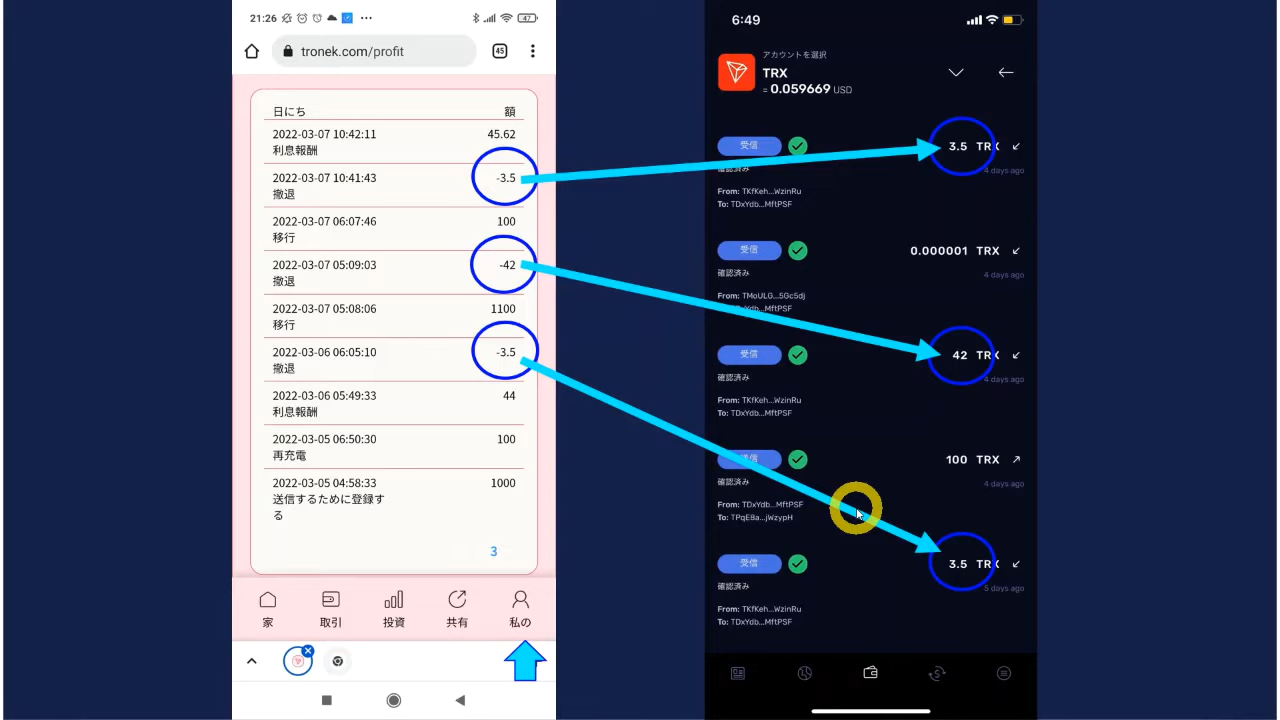 21:26
47
tronek.com/profit
45
日にち 額
2022-03-07 10:42:11 45.62
利息報酬
2022-03-07 10:41:43 -3.5
撤退
2022-03-07 06:07:46 100
移行
2022-03-07 05:09:03 -42
撤退
2022-03-07 05:08:06 1100
移行
2022-03-06 06:05:10 -3.5
撤退
2022-03-06 05:49:33 44
利息報酬
2022-03-05 06:50:30 100
再充電
2022-03-05 04:58:33 1000
送信するために登録す
る
3
家 取引 投資 共有 私の
6:49
アカウントを選択
TRX
= 0.059669 USD
受信 3.5 TRX
確認済み 4 days ago
From: TKfKeh...WzinRu
To: TDxYdb...MftPSF
受信 0.000001 TRX
確認済み 4 days ago
From: TMoULG...5Gc5dj
Ydb...MftPSF
受信 42 TRX
確認済み 4 days ago
From: TKfKeh...WzinRu
To: TDxYdb...MftPSF
送信 100 TRX
確認済み 4 days ago
From: TDxYdb...MftPSF
To: TPqE8a...jWzypH
受信 3.5 TRX
確認済み 5 days ago
From: TKfKeh...WzinRu
To: TDxYdb...MftPSF